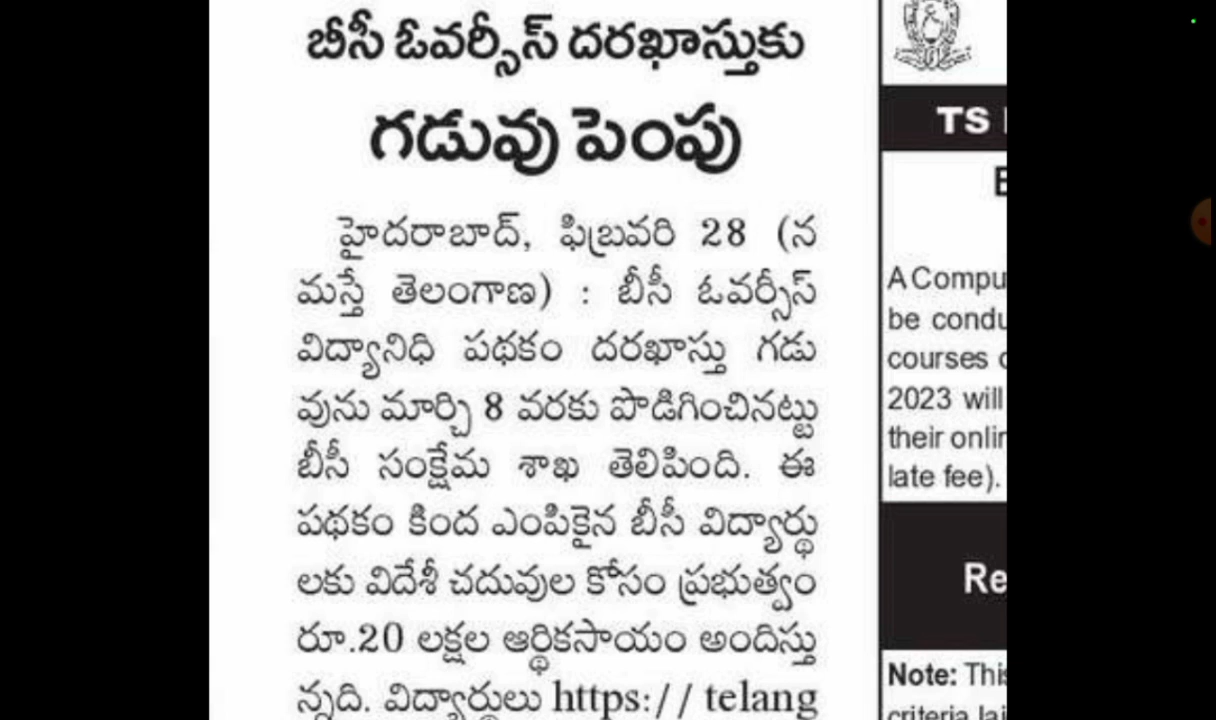 బీసీ ఓవర్సీస్ దరఖాస్తుకు
గడువు పెంపు
హైదరాబాద్, ఫిబ్రవరి 28 (న
మస్తే తెలంగాణ) : బీసీ ఓవర్సీస్
విద్యానిధి పథకం దరఖాస్తు గడు
వును మార్చి 8 వరకు పొడిగించినట్టు
బీసీ సంక్షేమ శాఖ తెలిపింది. ఈ
పథకం కింద ఎంపికైన బీసీ విద్యార్థు
లకు విదేశీ చదువుల కోసం ప్రభుత్వం
రూ.20 లక్షల ఆర్థికసాయం అందిస్తు
న్నది. విద్యార్థులు https:// telang
TS
A Compu
be condu
courses
2023 will
their onlin
late fee).
Re
Note: This
criteria lai